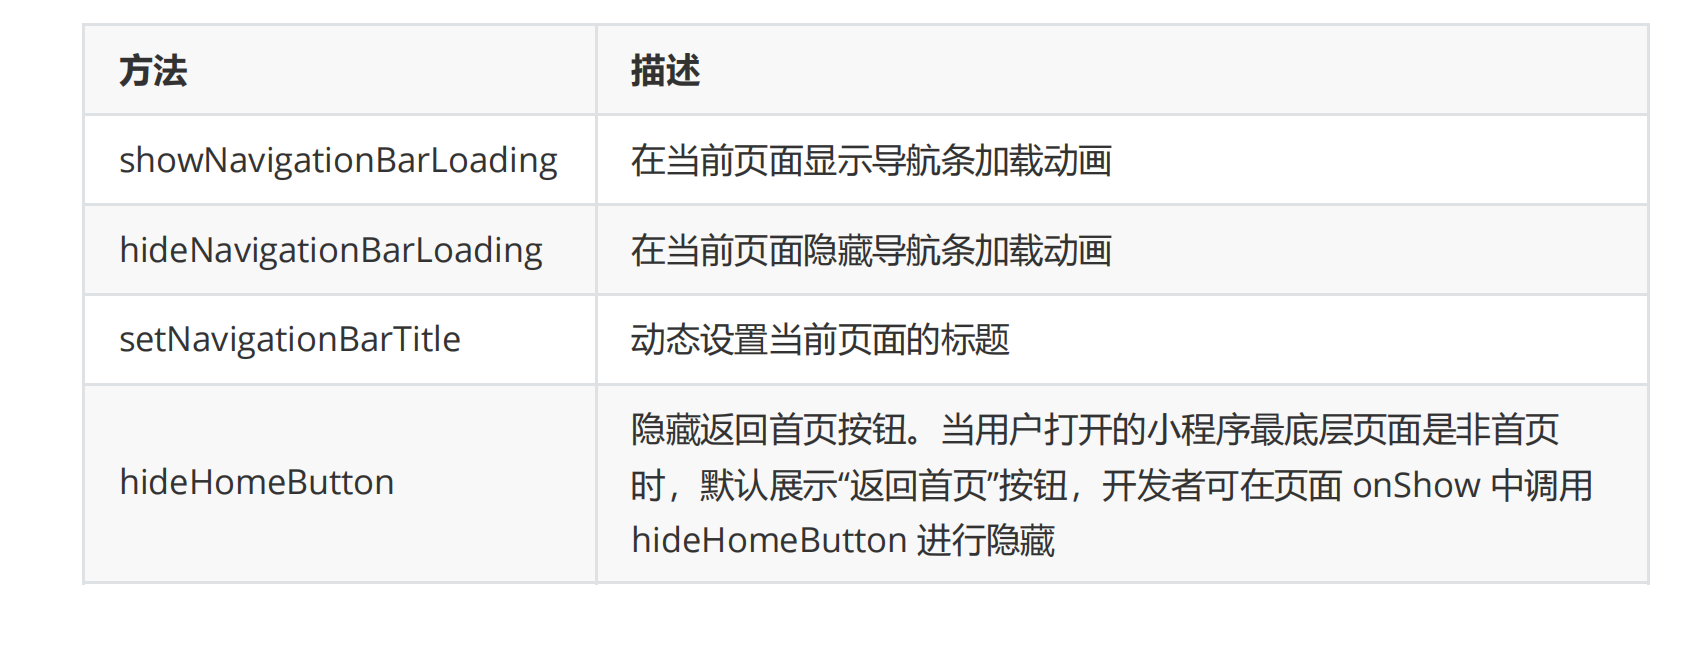 方法
描述
showNavigationBarLoading
在当前页面显示导航条加载动画
hideNavigationBarLoading
在当前页面隐藏导航条加载动画
setNavigationBarTitle
动态设置当前页面的标题
hideHomeButton
隐藏返回首页按钮。当用户打开的小程序最底层页面是非首页
时，默认展示“返回首页”按钮，开发者可在页面 onShow 中调用
hideHomeButton 进行隐藏